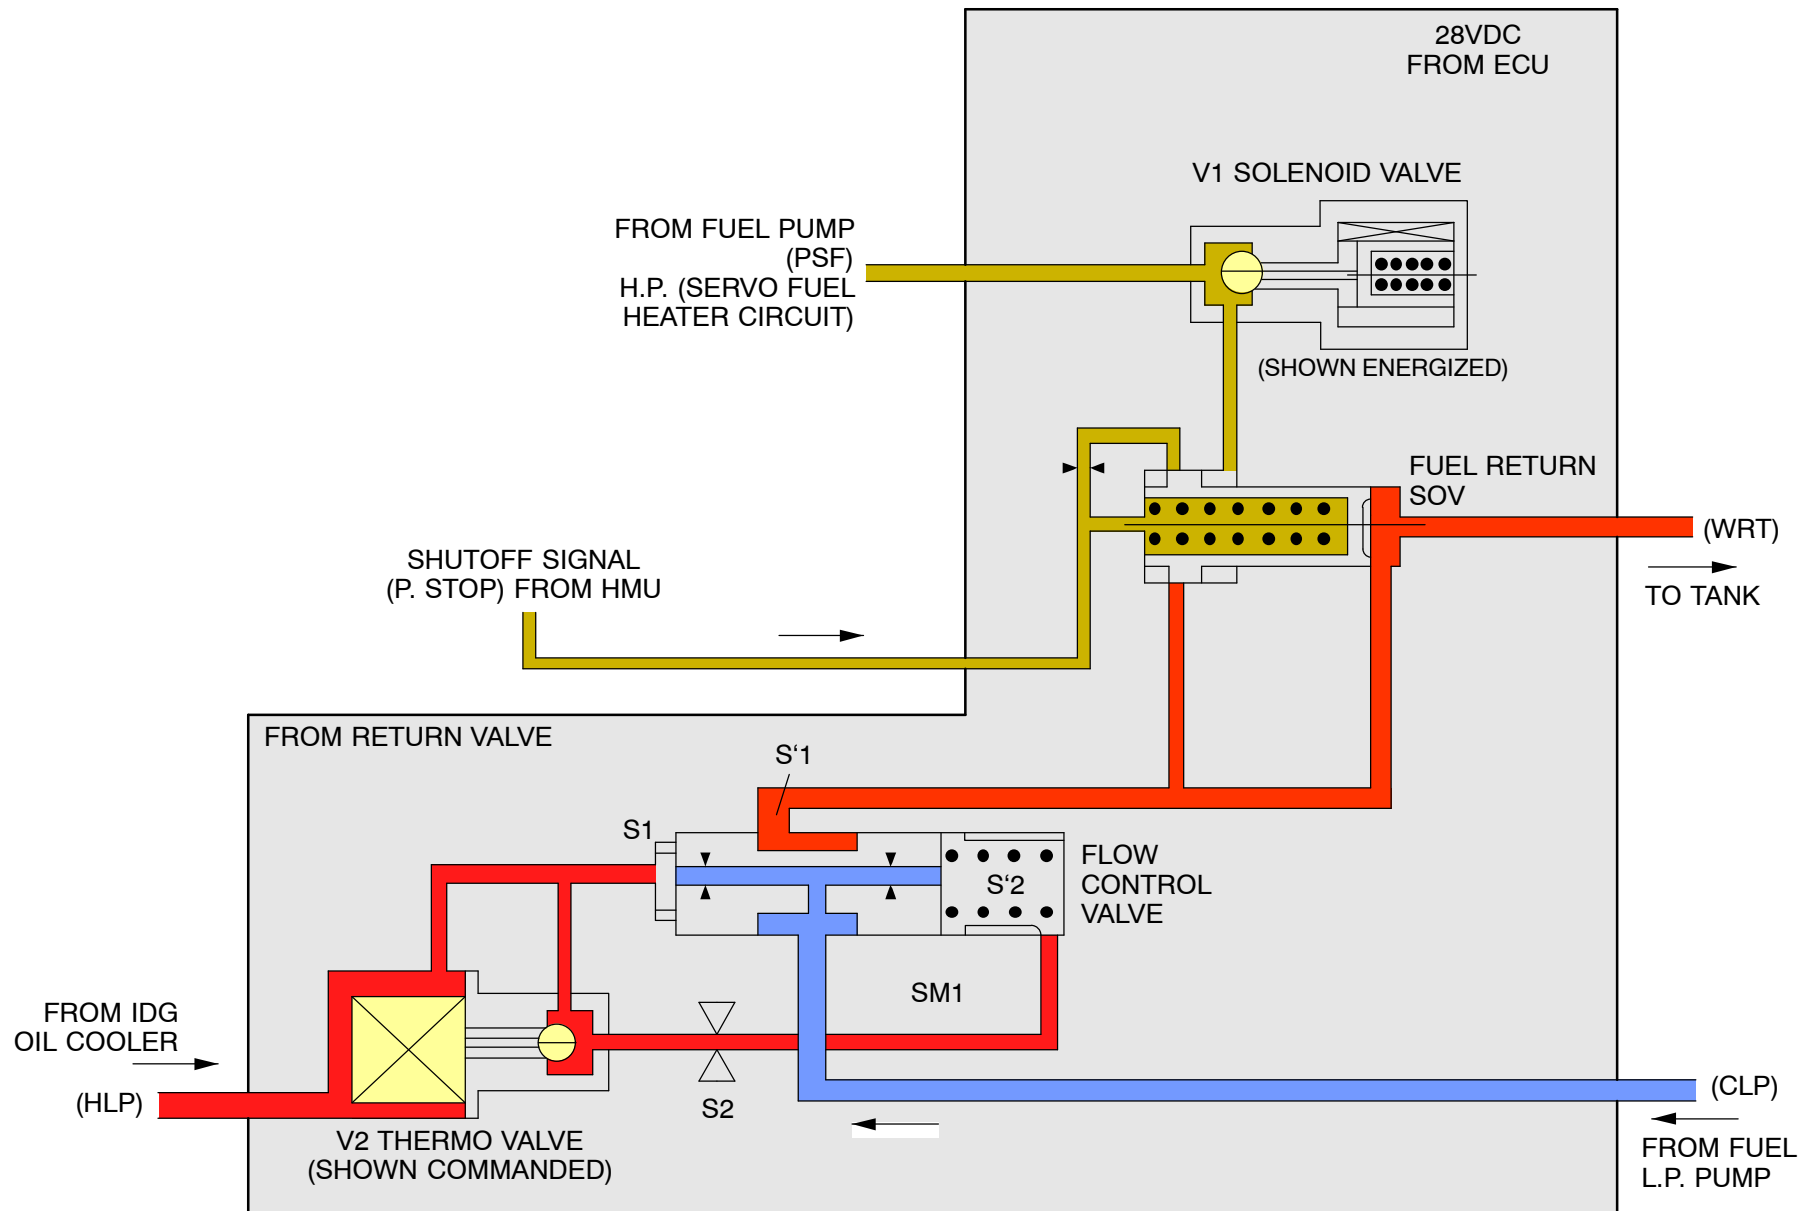 28VDC
FROM ECU
V1 SOLENOID VALVE
FROM FUEL PUMP
(PSF)
H.P. (SERVO FUEL
HEATER CIRCUIT)
(SHOWN ENERGIZED)
FUEL RETURN
SOV
(WRT)
TO TANK
SHUTOFF SIGNAL
(P. STOP) FROM HMU
FROM RETURN VALVE
S‘1
S1
FLOW
CONTROL
VALVE
S‘2
SM1
FROM IDG
OIL COOLER
(HLP)
S2
(CLP)
FROM FUEL
L.P. PUMP
V2 THERMO VALVE
(SHOWN COMMANDED)